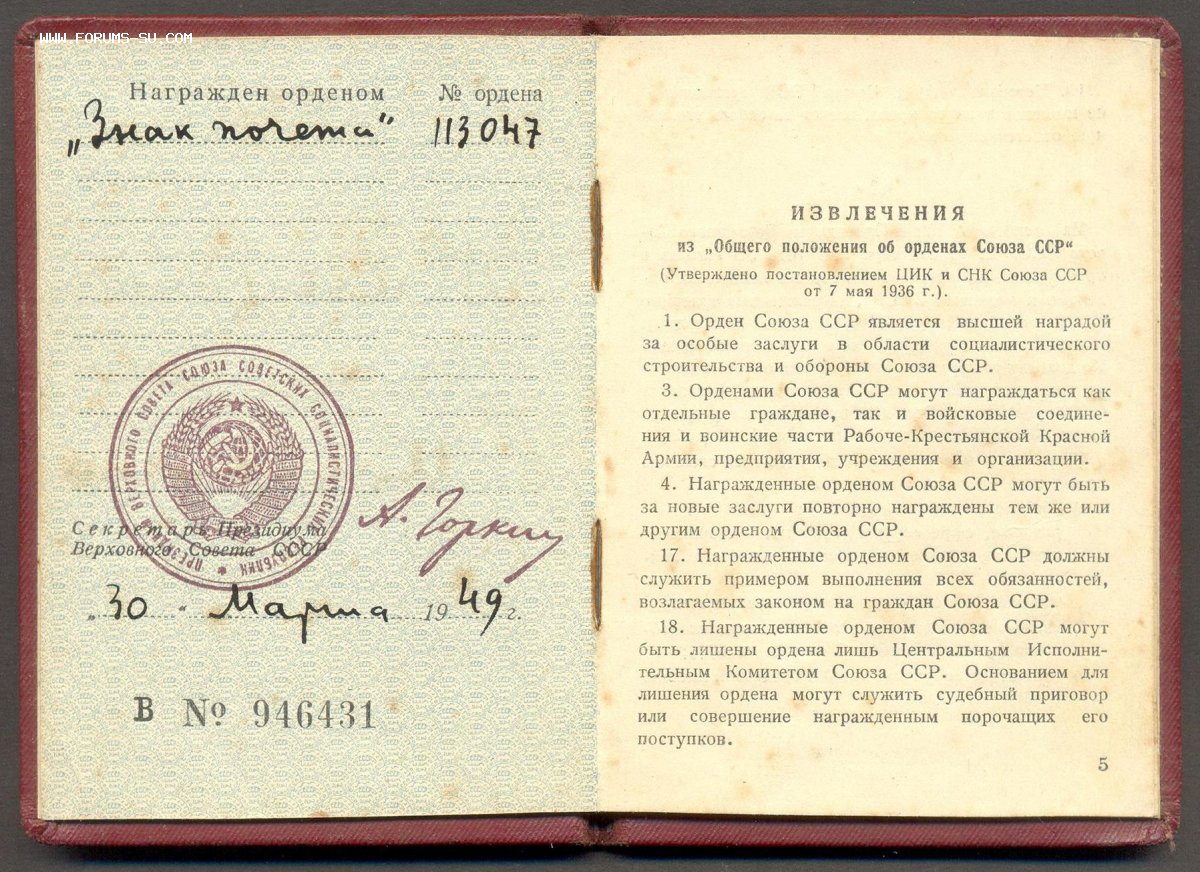 WWW.FORUMS-SU.COM
Награжден орденом № ордена
„Знак почета" 113047
ПРЕЗИДИУМ ВЕРХОВНОГО СОВЕТА СОЮЗА СОВЕТСКИХ СОЦИАЛИСТИЧЕСКИХ РЕСПУБЛИК
Секретарь Президиума
Верховного Совета СССР
А. Горкин
„30" Марта 1949 г.
В № 946431
ИЗВЛЕЧЕНИЯ
из „Общего положения об орденах Союза ССР"
(Утверждено постановлением ЦИК и СНК Союза ССР
от 7 мая 1936 г.).
1. Орден Союза ССР является высшей наградой
за особые заслуги в области социалистического
строительства и обороны Союза ССР.
3. Орденами Союза ССР могут награждаться как
отдельные граждане, так и войсковые соедине-
ния и воинские части Рабоче-Крестьянской Красной
Армии, предприятия, учреждения и организации.
4. Награжденные орденом Союза ССР могут быть
за новые заслуги повторно награждены тем же или
другим орденом Союза ССР.
17. Награжденные орденом Союза ССР должны
служить примером выполнения всех обязанностей,
возлагаемых законом на граждан Союза ССР.
18. Награжденные орденом Союза ССР могут
быть лишены ордена лишь Центральным Исполни-
тельным Комитетом Союза ССР. Основанием для
лишения ордена могут служить судебный приговор
или совершение награжденным порочащих его
поступков.
5